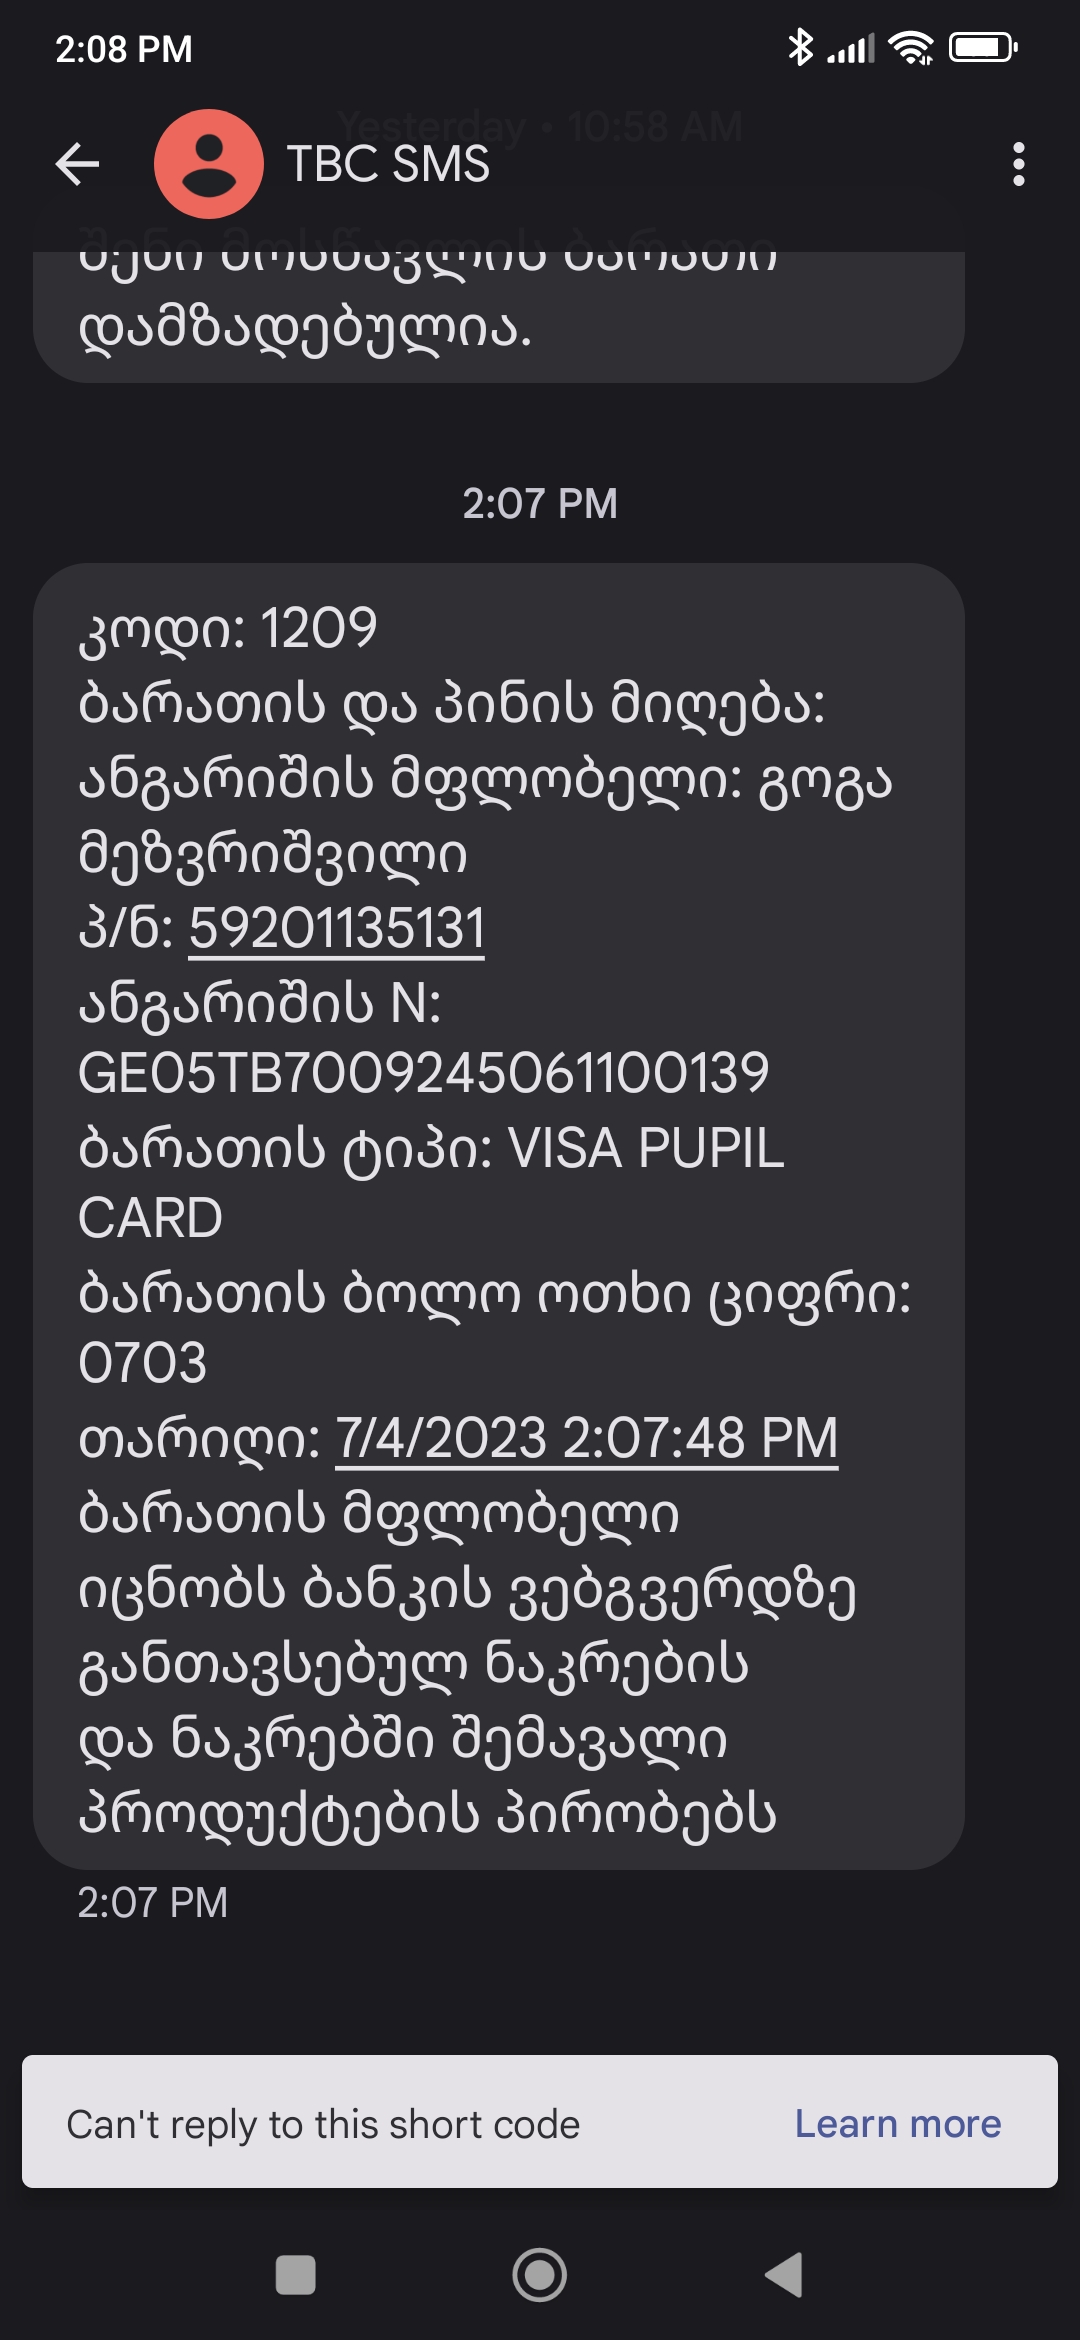 2:08 PM
Yesterday • 10:58 AM
TBC SMS
შენი მოსწავლის ბარათი
დამზადებულია.
2:07 PM
კოდი: 1209
ბარათის და პინის მიღება:
ანგარიშის მფლობელი: გოგა
მეზვრიშვილი
პ/ნ: 59201135131
ანგარიშის N:
GE05TB7009245061100139
ბარათის ტიპი: VISA PUPIL
CARD
ბარათის ბოლო ოთხი ციფრი:
0703
თარიღი: 7/4/2023 2:07:48 PM
ბარათის მფლობელი
იცნობს ბანკის ვებგვერდზე
განთავსებულ ნაკრების
და ნაკრებში შემავალი
პროდუქტების პირობებს
2:07 PM
Can't reply to this short code
Learn more